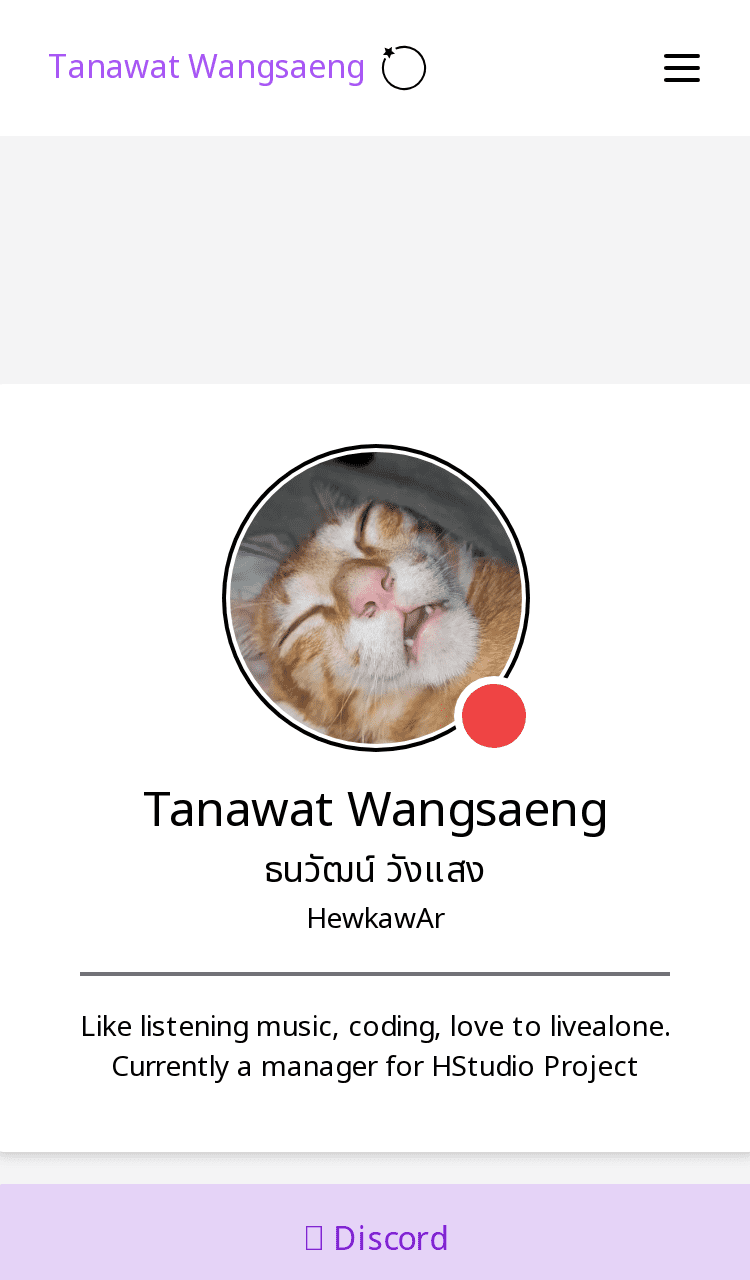 Tanawat Wangsaeng
Tanawat Wangsaeng
ธนวัฒน์ วังแสง
HewkawAr
Like listening music, coding, love to livealone.
Currently a manager for HStudio Project
Discord